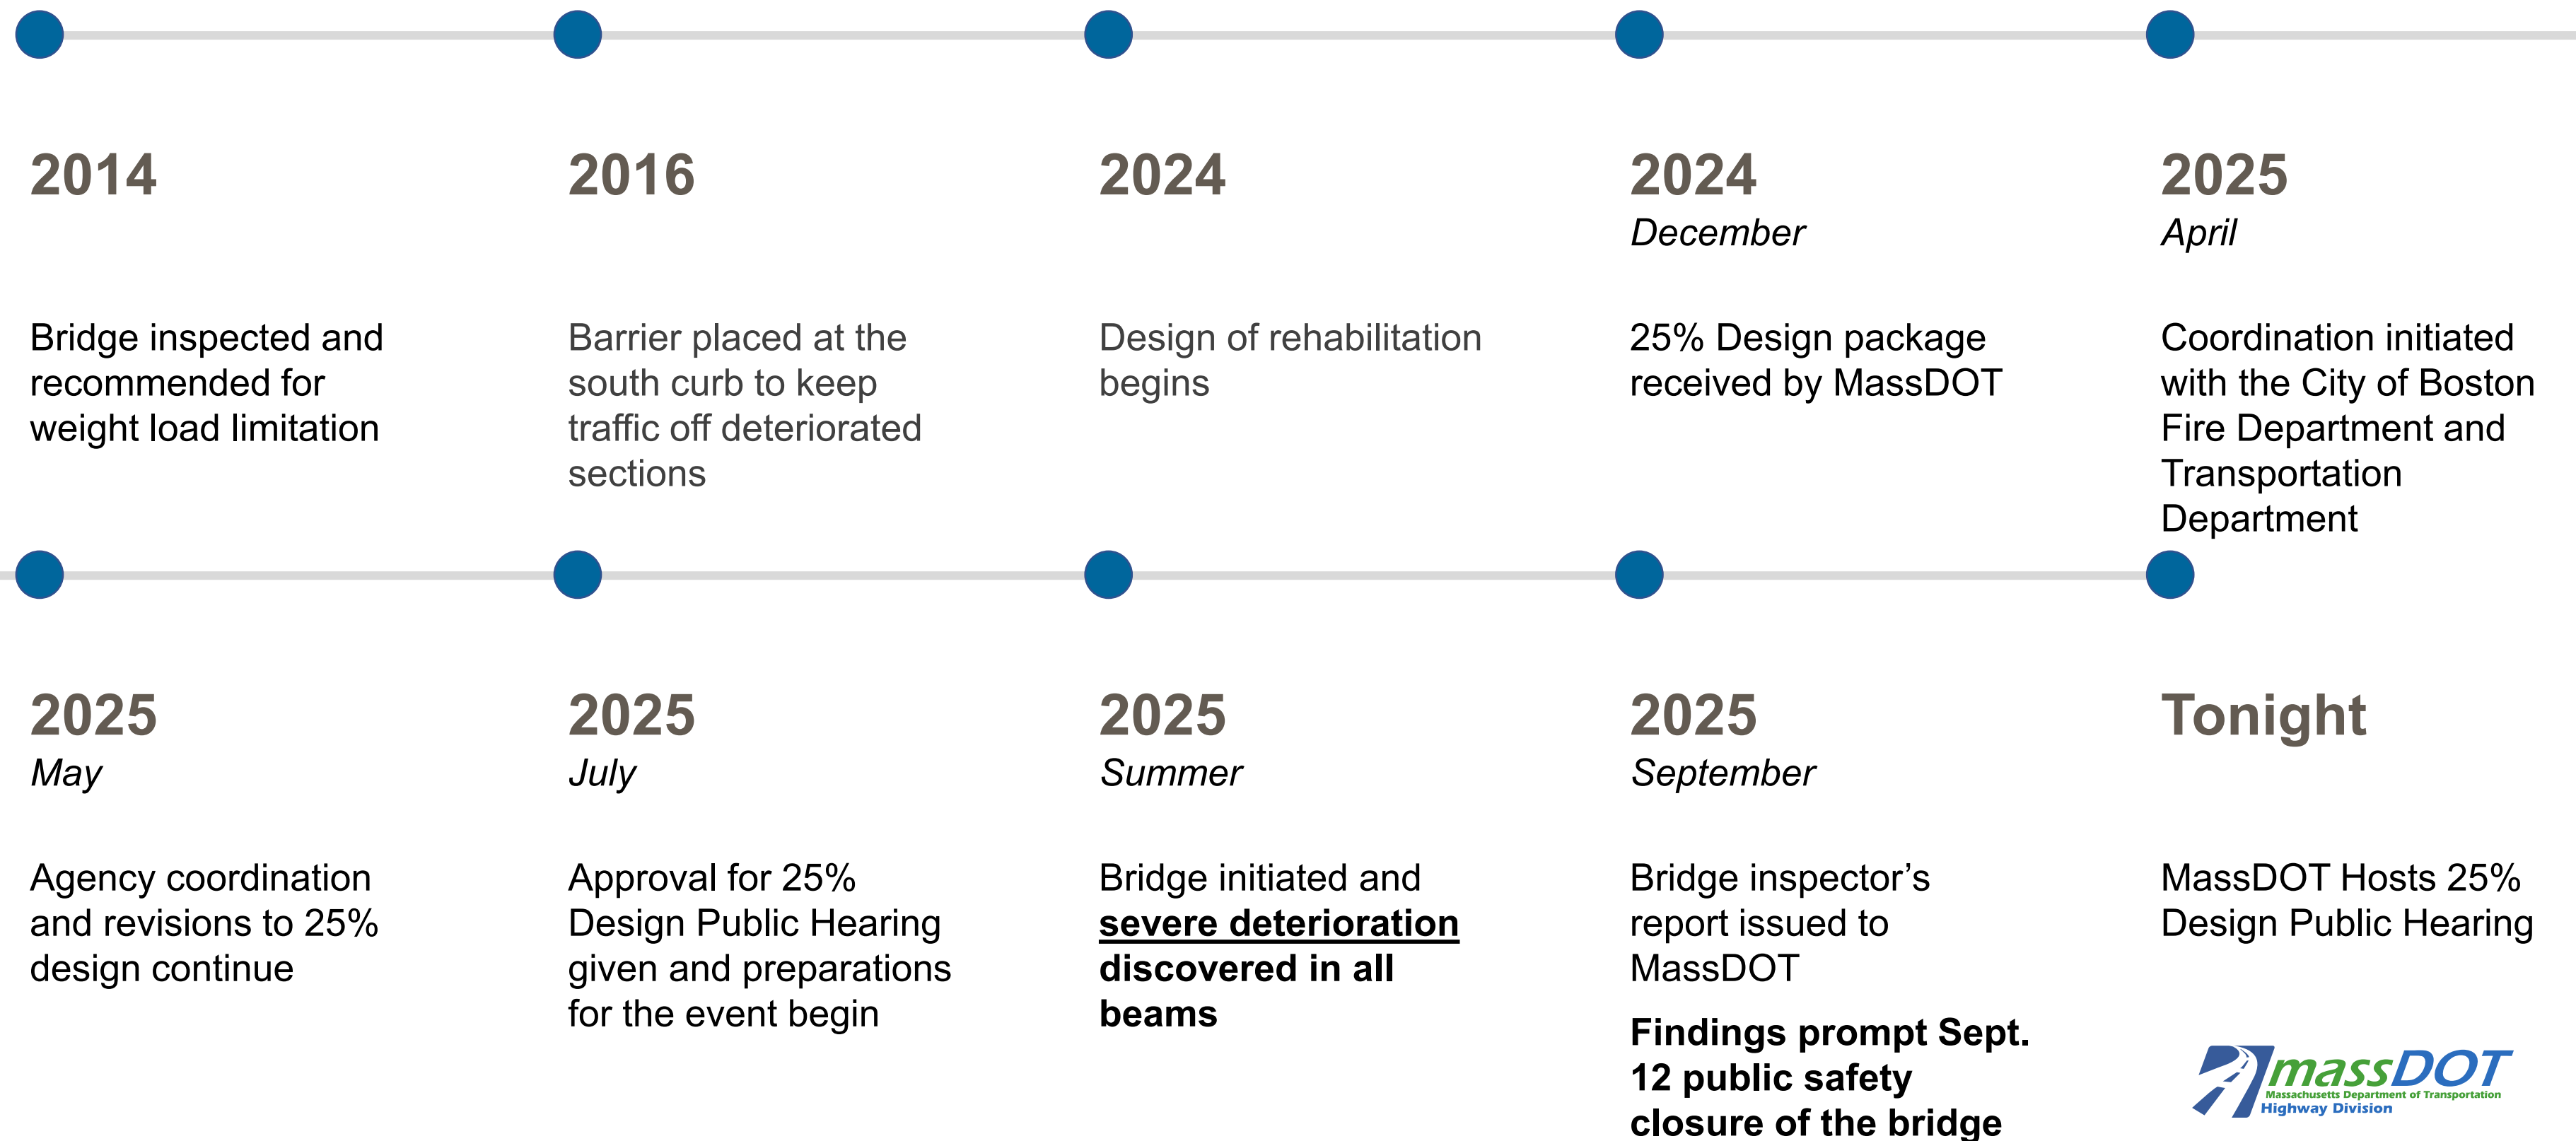 2014
Bridge inspected and
recommended for
weight load limitation
2016
Barrier placed at the
south curb to keep
traffic off deteriorated
sections
2024
Design of rehabilitation
begins
2024
December
25% Design package
received by MassDOT
2025
April
Coordination initiated
with the City of Boston
Fire Department and
Transportation
Department
2025
May
Agency coordination
and revisions to 25%
design continue
2025
July
Approval for 25%
Design Public Hearing
given and preparations
for the event begin
2025
Summer
Bridge initiated and
severe deterioration
discovered in all
beams
2025
September
Bridge inspector’s
report issued to
MassDOT
Findings prompt Sept.
12 public safety
closure of the bridge
Tonight
MassDOT Hosts 25%
Design Public Hearing
massDOT
Massachusetts Department of Transportation
Highway Division